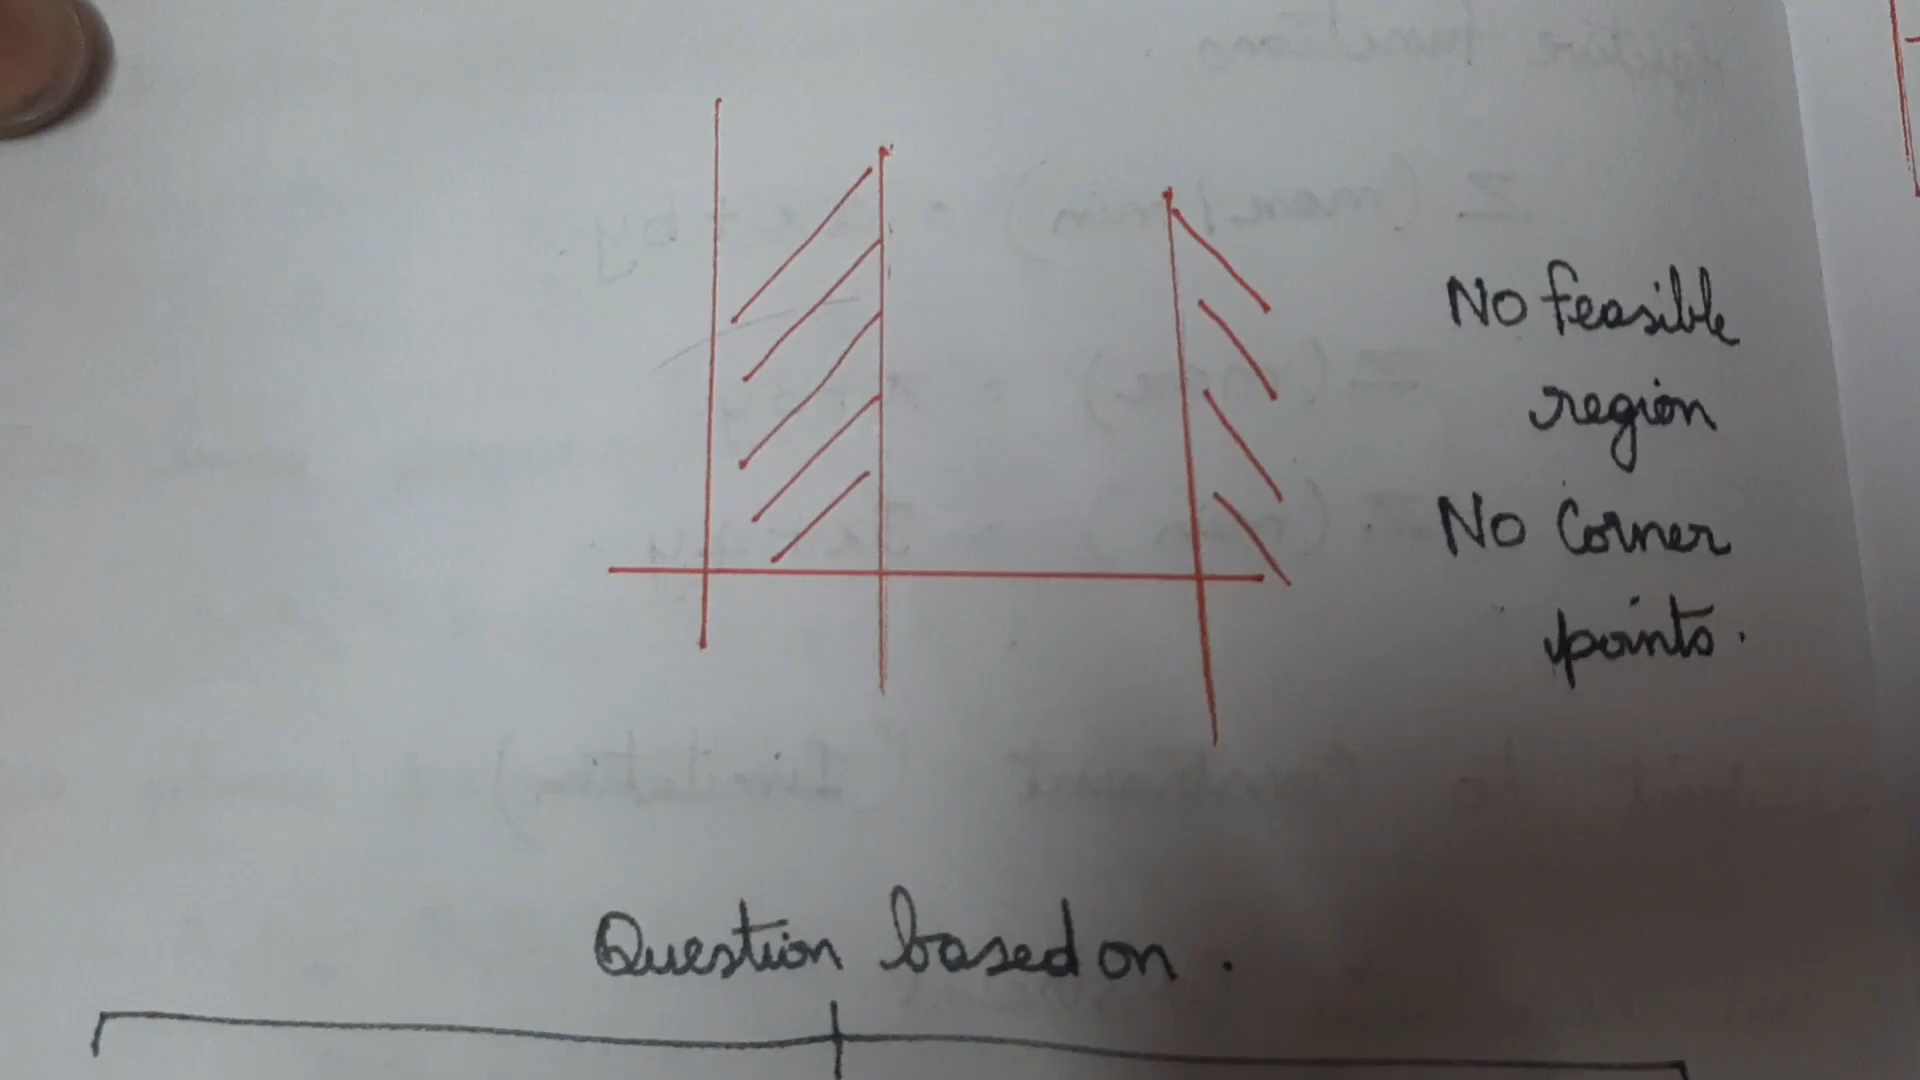 No feasible
region
No Corner
points.
Question based on.